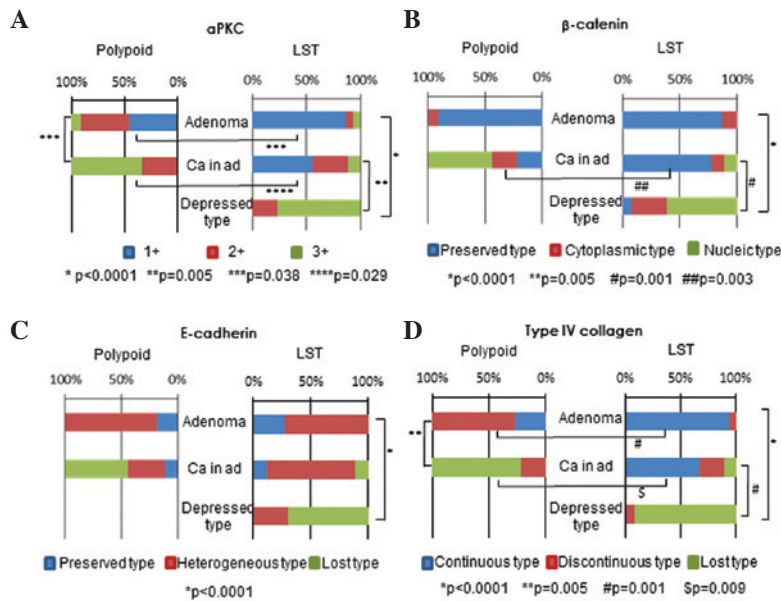 A
aPKC
Polypoid LST
100% 50% 0% 0% 50% 100%
Adenoma
***
***
*
Ca in ad
****
**
Depressed type
1+ 2+ 3+
* p<0.0001 **p=0.005 ***p=0.038 ****p=0.029
B
β-catenin
Polypoid LST
100% 50% 0% 0% 50% 100%
Adenoma
*
Ca in ad
##
#
Depressed type
Preserved type Cytoplasmic type Nucleic type
*p<0.0001 **p=0.005 #p=0.001 ##p=0.003
C
E-cadherin
Polypoid LST
100% 50% 0% 0% 50% 100%
Adenoma
*
Ca in ad
Depressed type
Preserved type Heterogeneous type Lost type
*p<0.0001
D
Type IV collagen
Polypoid LST
100% 50% 0% 0% 50% 100%
Adenoma
**
#
*
Ca in ad
$
#
Depressed type
Continuous type Discontinuous type Lost type
*p<0.0001 **p=0.005 #p=0.001 $p=0.009